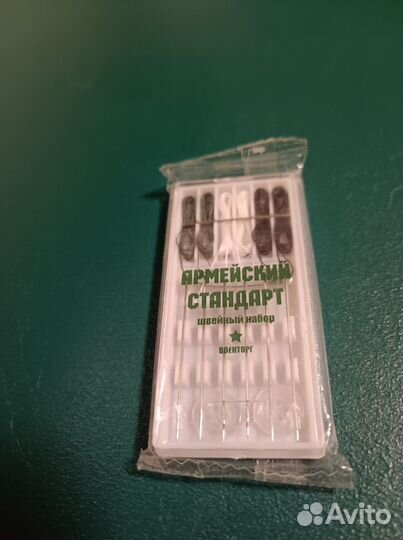 АРМЕЙСКИЙ
СТАНДАРТ
швейный набор
ВОЕНТОРГ
Avito